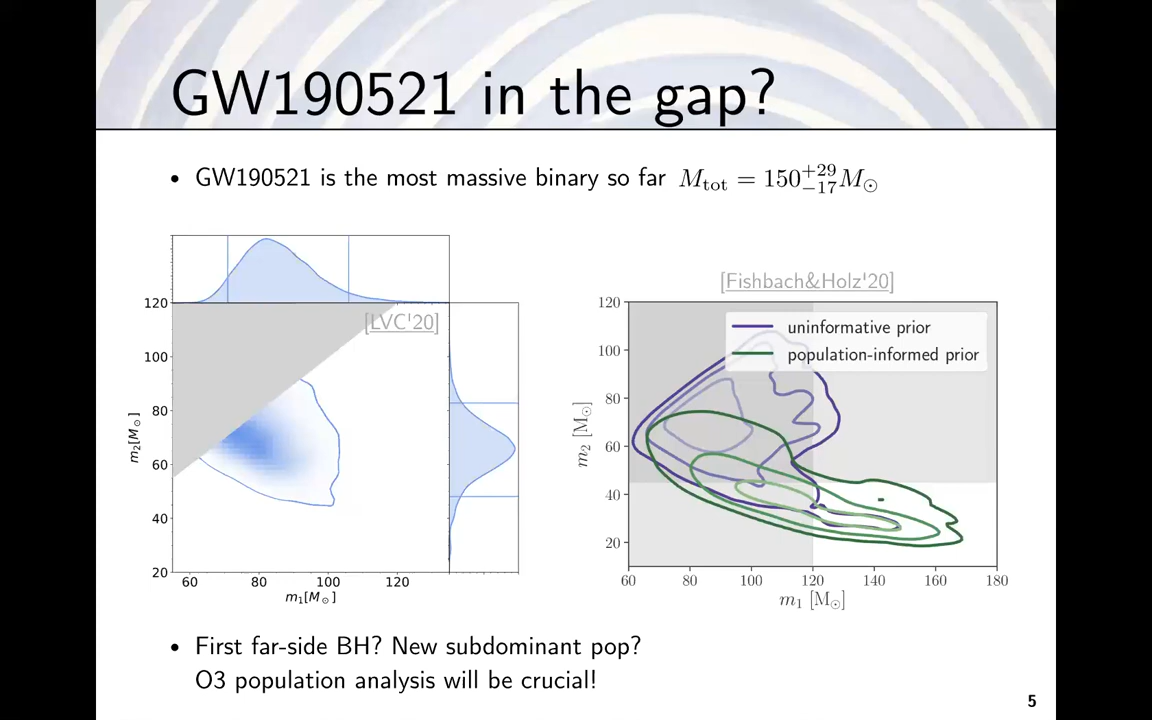 GW190521 in the gap?
• GW190521 is the most massive binary so far M_tot = 150^{+29}_{−17} M_⊙
[LVC'20]
120
100
80
60
40
20
m₂[M_⊙]
60 80 100 120
m₁[M_⊙]
[Fishbach&Holz'20]
uninformative prior
population-informed prior
120
100
80
60
40
20
m₂ [M_⊙]
60 80 100 120 140 160 180
m₁ [M_⊙]
• First far-side BH? New subdominant pop?
O3 population analysis will be crucial!
5